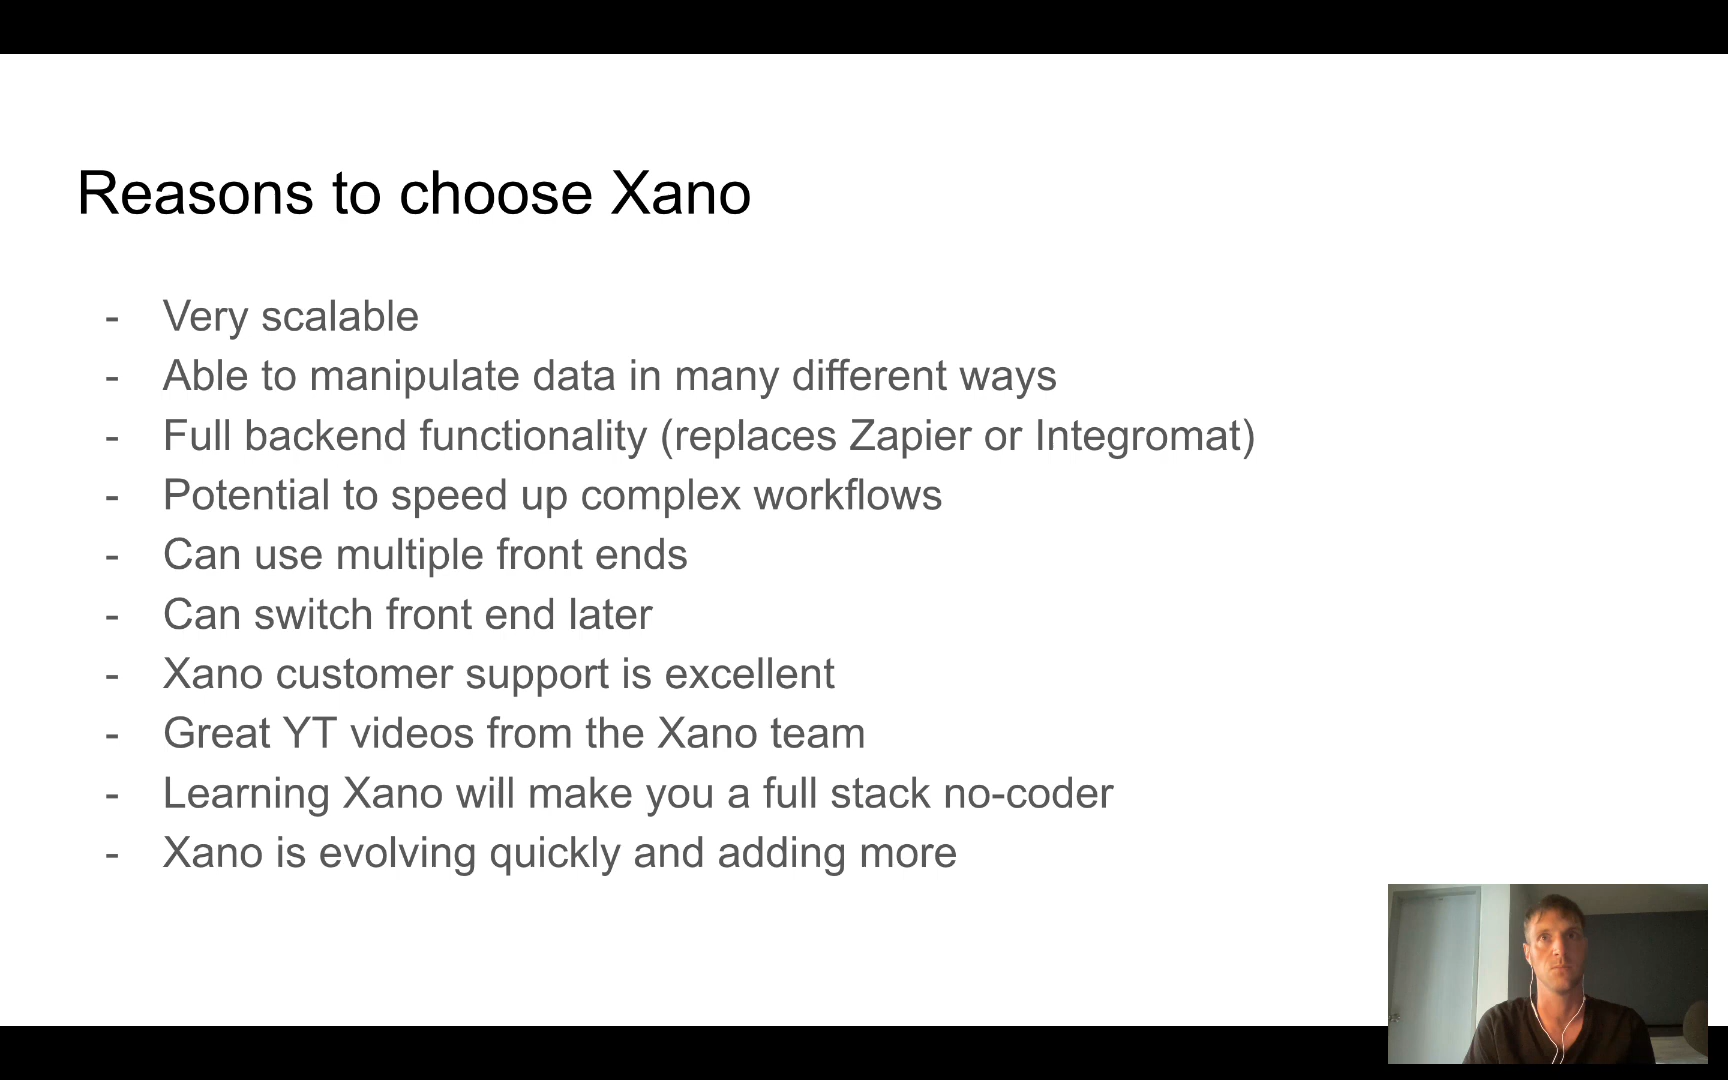 Reasons to choose Xano
- Very scalable
- Able to manipulate data in many different ways
- Full backend functionality (replaces Zapier or Integromat)
- Potential to speed up complex workflows
- Can use multiple front ends
- Can switch front end later
- Xano customer support is excellent
- Great YT videos from the Xano team
- Learning Xano will make you a full stack no-coder
- Xano is evolving quickly and adding more